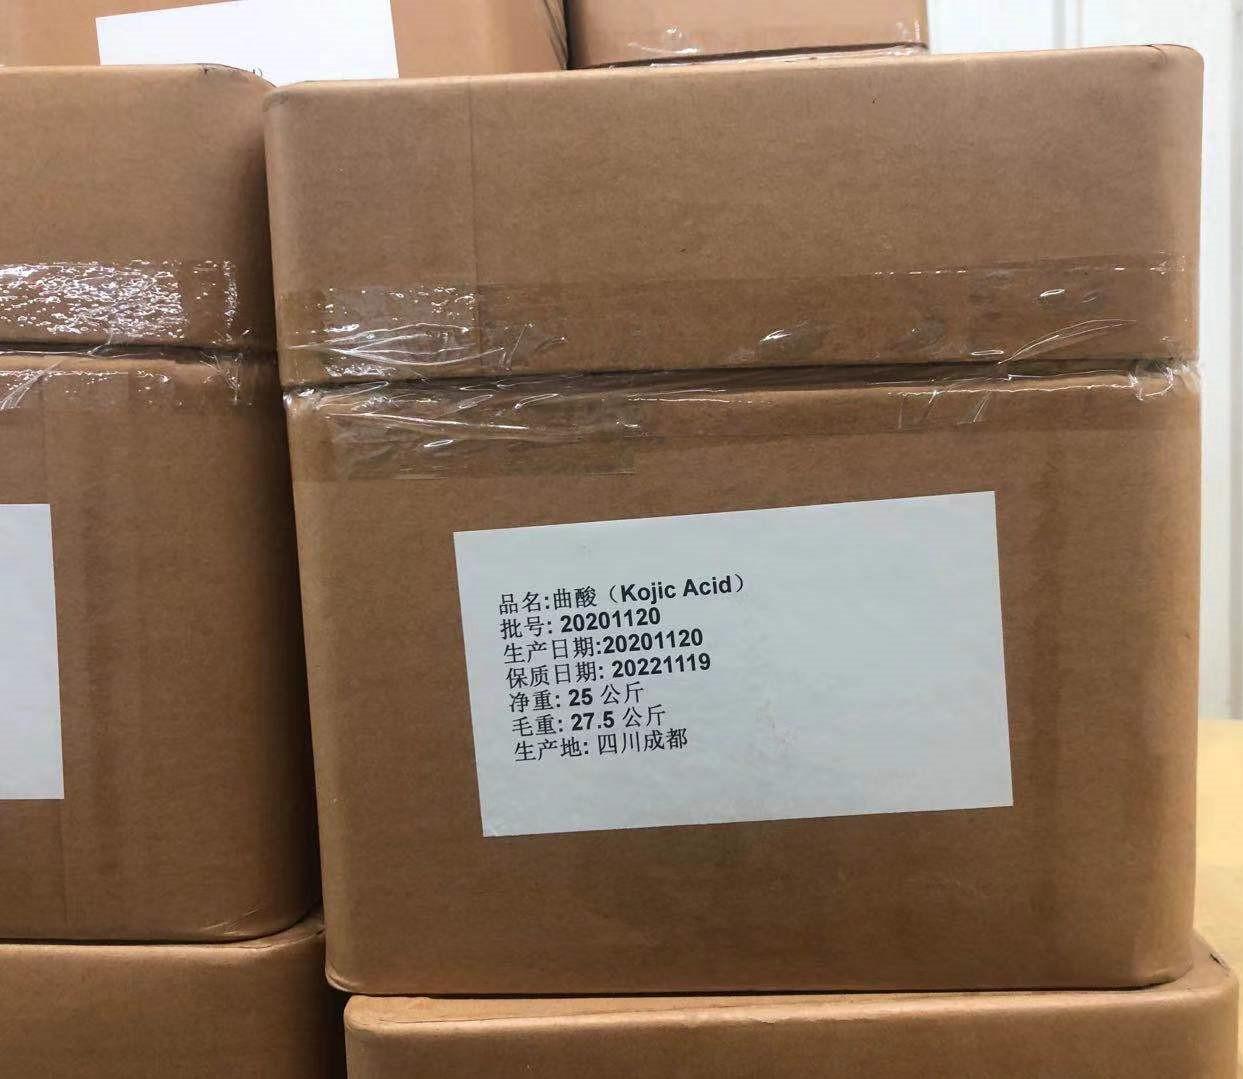 品名:曲酸（Kojic Acid）
批号: 20201120
生产日期:20201120
保质日期: 20221119
净重: 25 公斤
毛重: 27.5 公斤
生产地: 四川成都